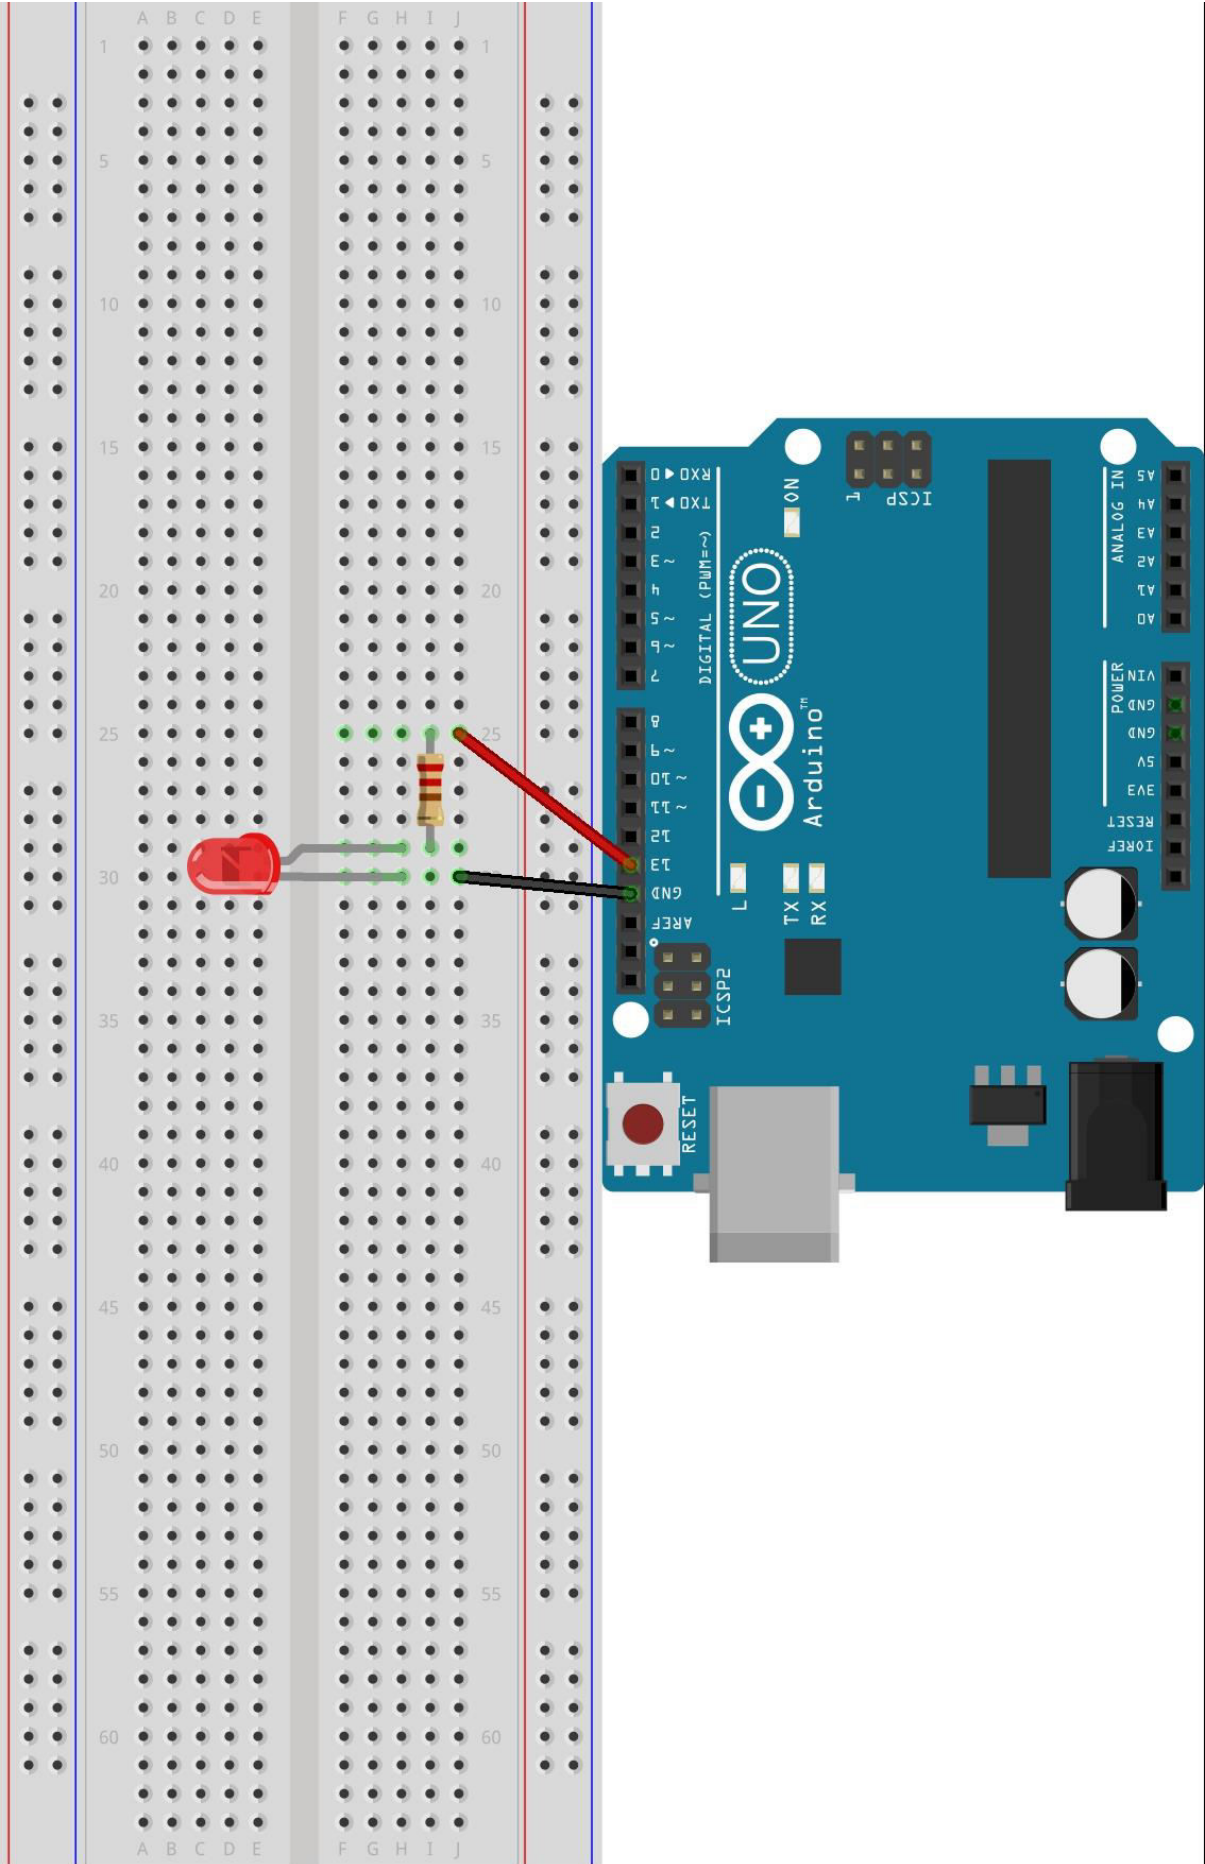 A B C D E F G H I J
1 1
5 5
10 10
15 15
20 20
25 25
30 30
35 35
40 40
45 45
50 50
55 55
60 60
A B C D E F G H I J
RX0 ◀ 0
TX0 ◀ 1
2
~ 3
4
~ 5
~ 6
7
8
~ 9
~ 10
~ 11
12
13
GND
AREF
DIGITAL (PWM=~)
ON
1
ICSP
UNO
Arduino™
L
TX
RX
ICSP2
RESET
ANALOG IN
A5
A4
A3
A2
A1
A0
POWER
VIN
GND
GND
5V
3V3
RESET
IOREF